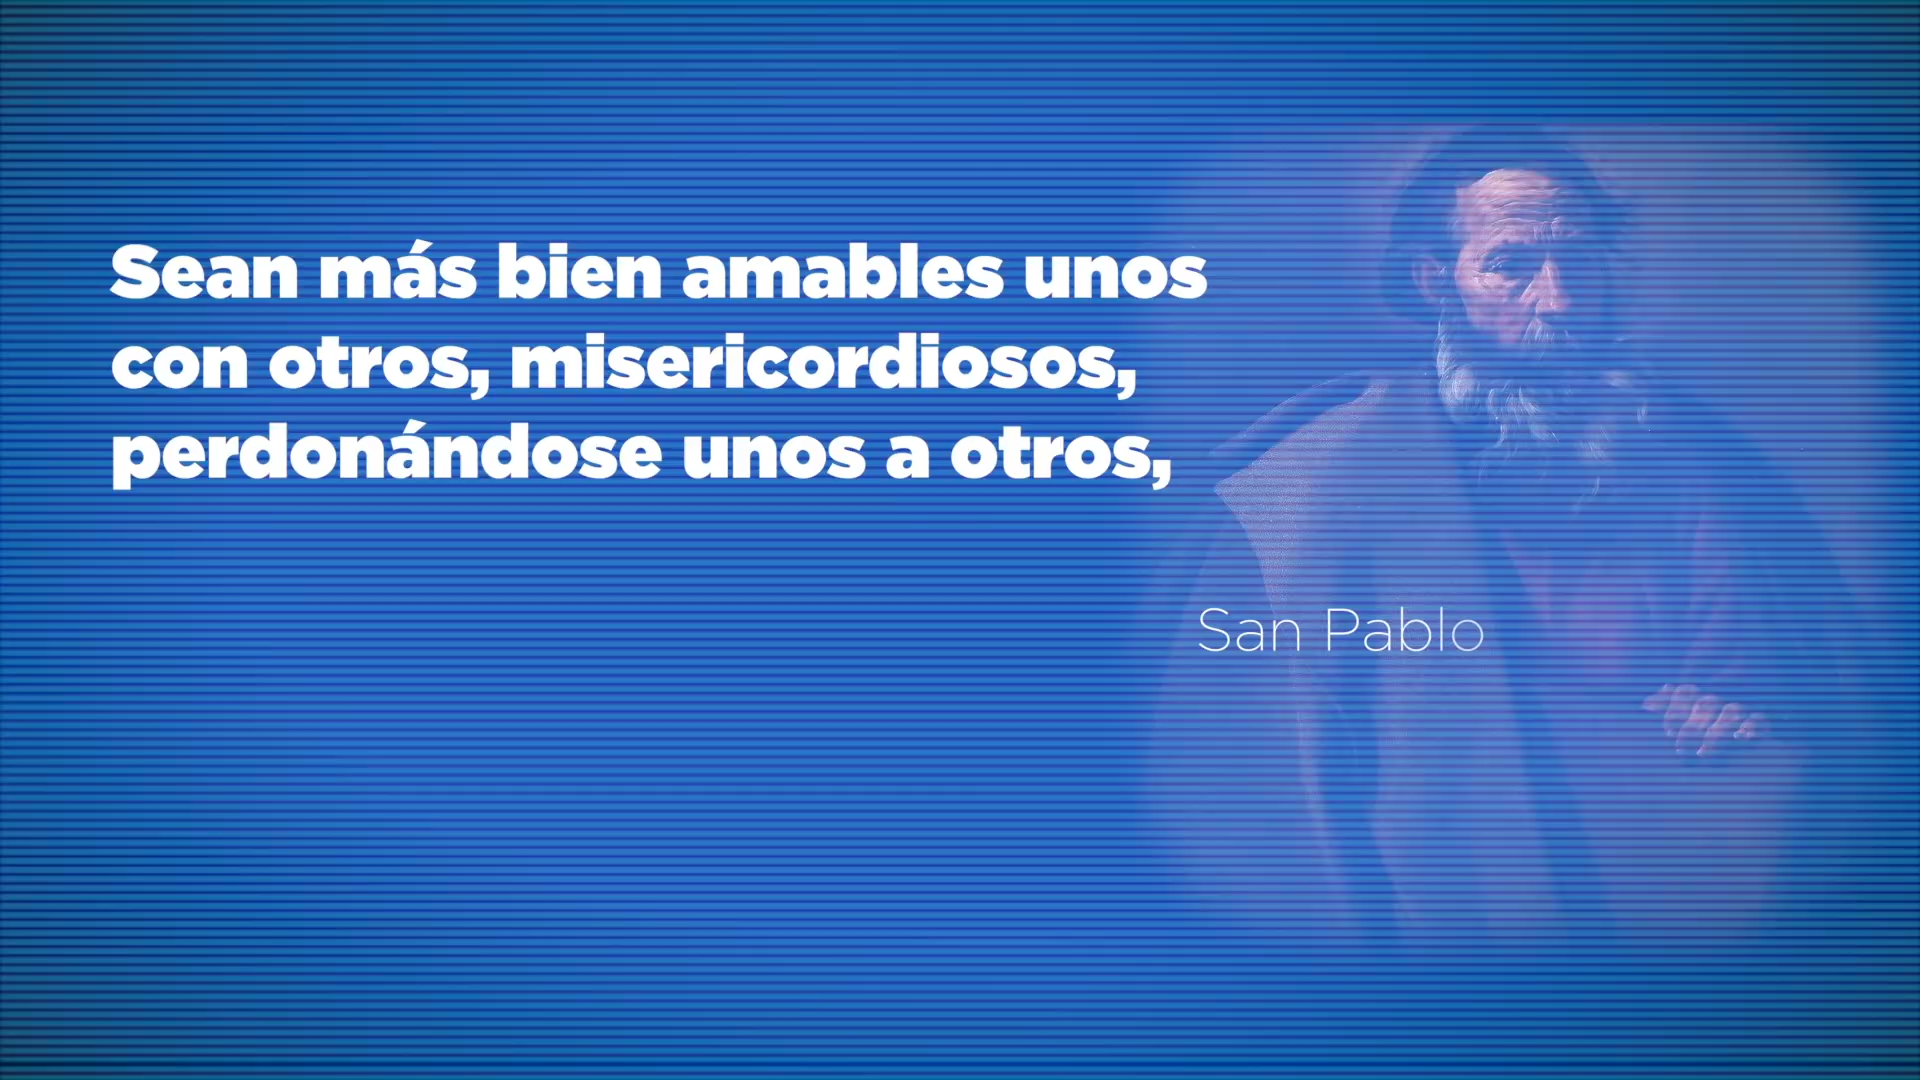 Sean más bien amables unos
con otros, misericordiosos,
perdonándose unos a otros,
San Pablo